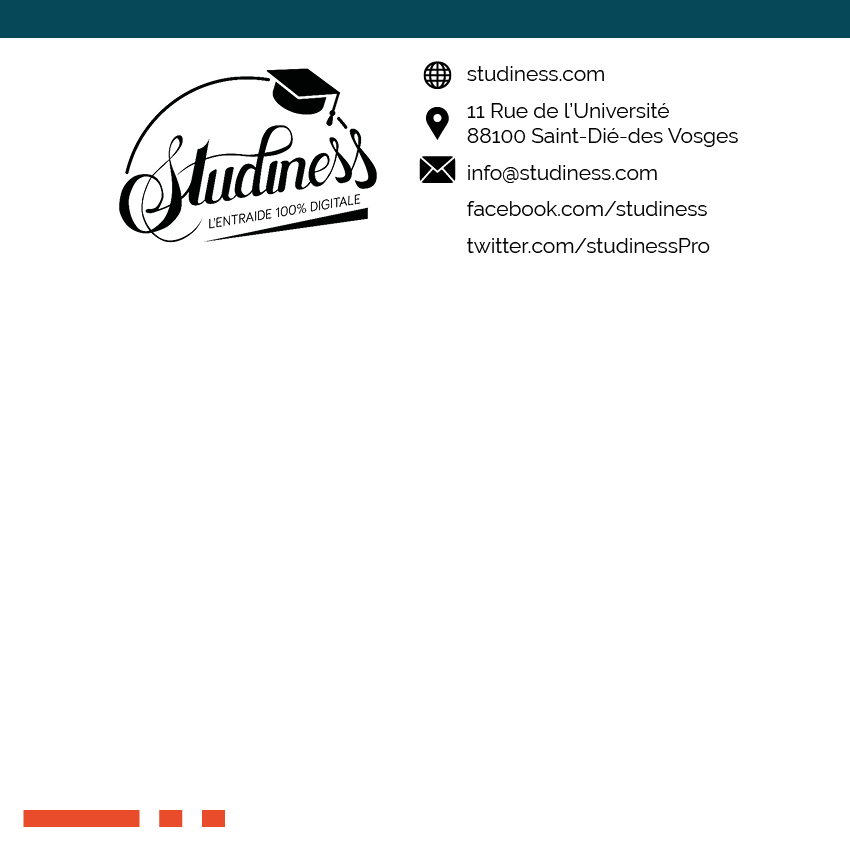 Studiness
L'ENTRAIDE 100% DIGITALE
studiness.com
11 Rue de l'Université
88100 Saint-Dié-des Vosges
info@studiness.com
facebook.com/studiness
twitter.com/studinessPro